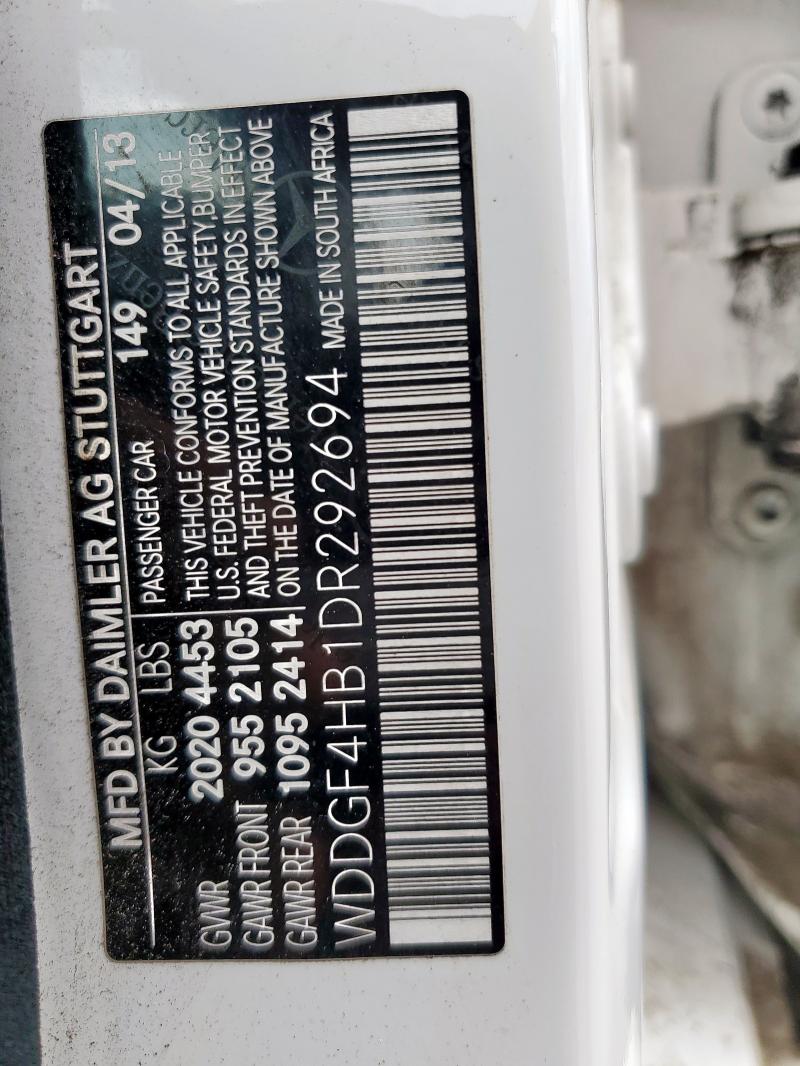 MFD BY DAIMLER AG STUTTGART
KG LBS PASSENGER CAR 149 04/13
GVWR 2020 4453 THIS VEHICLE CONFORMS TO ALL APPLICABLE
U.S. FEDERAL MOTOR VEHICLE SAFETY, BUMPER
GAWR FRONT 955 2105 AND THEFT PREVENTION STANDARDS IN EFFECT
GAWR REAR 1095 2414 ON THE DATE OF MANUFACTURE SHOWN ABOVE
WDDGF4HB1DR292694 MADE IN SOUTH AFRICA